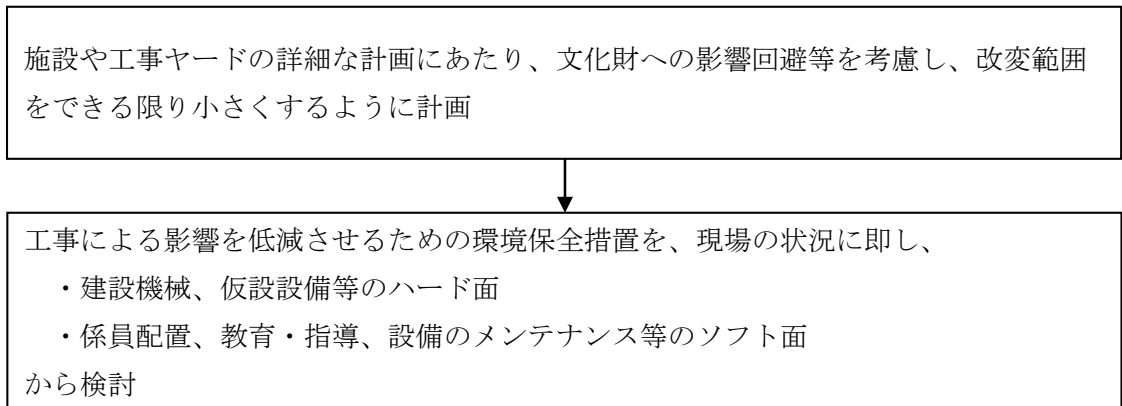 施設や工事ヤードの詳細な計画にあたり、文化財への影響回避等を考慮し、改変範囲
をできる限り小さくするように計画
工事による影響を低減させるための環境保全措置を、現場の状況に即し、
・建設機械、仮設設備等のハード面
・係員配置、教育・指導、設備のメンテナンス等のソフト面
から検討